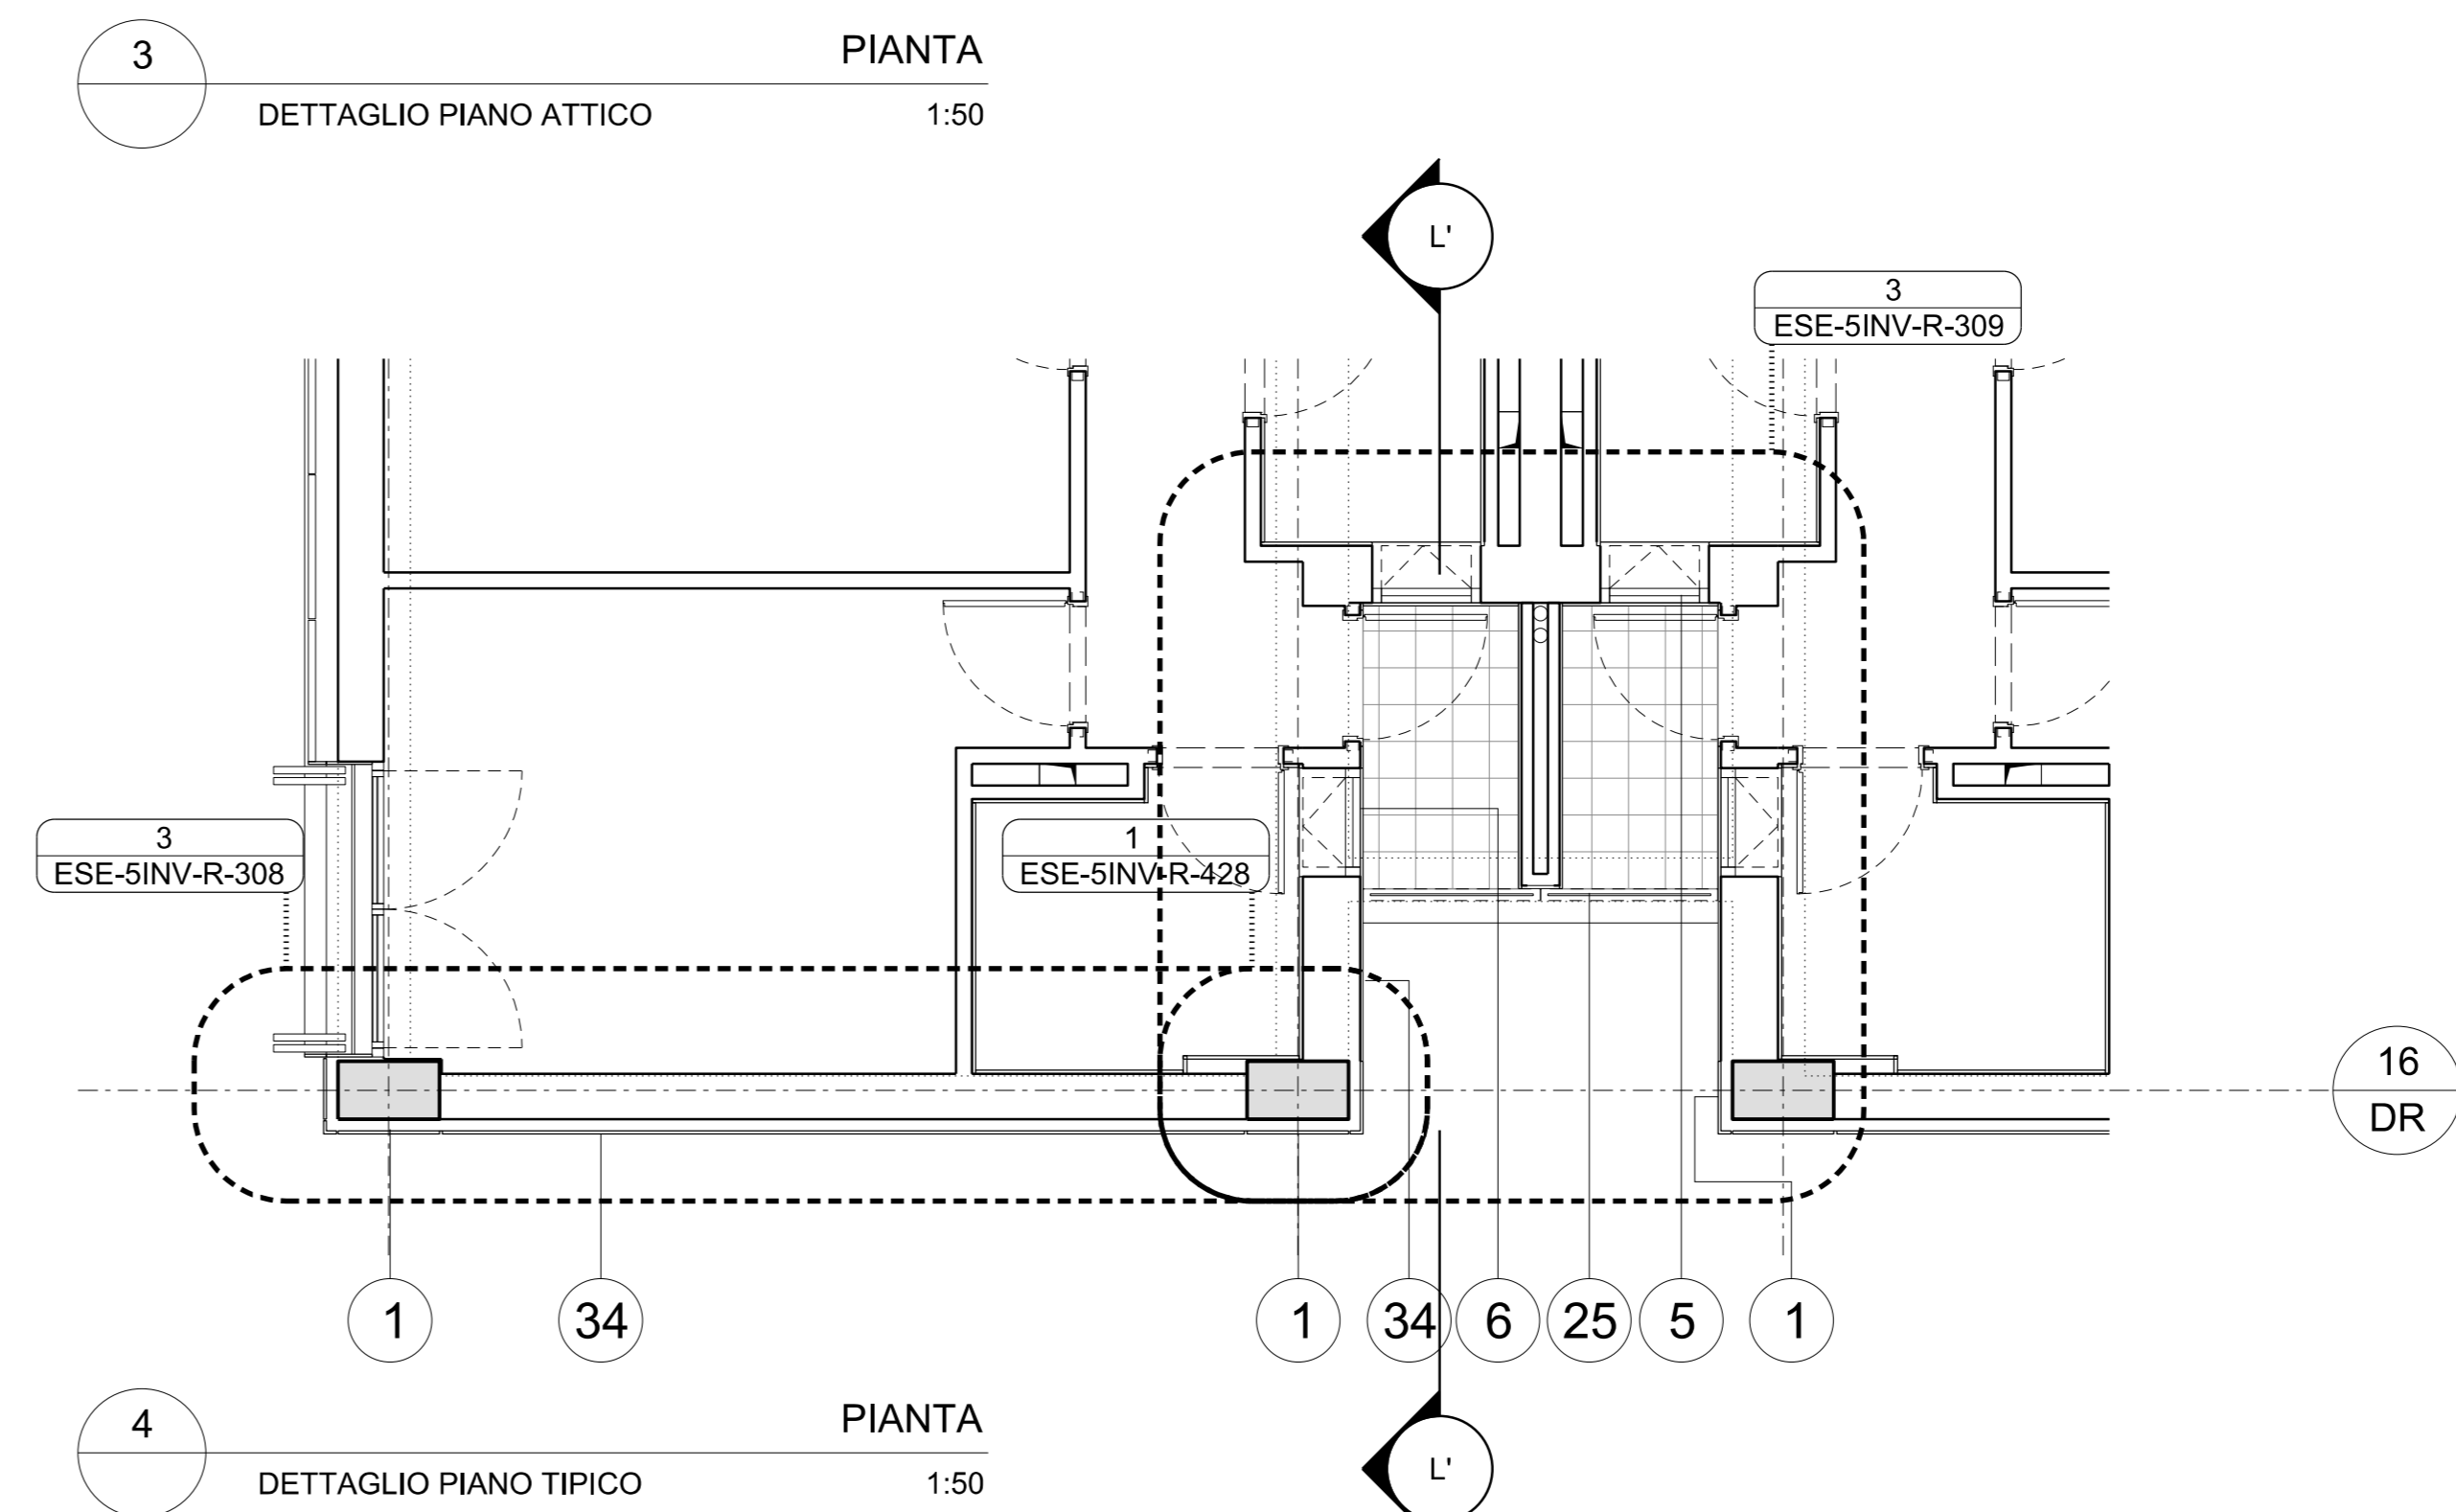 3
PIANTA
DETTAGLIO PIANO ATTICO 1:50
L'
3
ESE-5INV-R-309
3
ESE-5INV-R-308
1
ESE-5INV-R-428
16
DR
1 34 1 34 6 25 5 1
4
PIANTA
DETTAGLIO PIANO TIPICO 1:50
L'